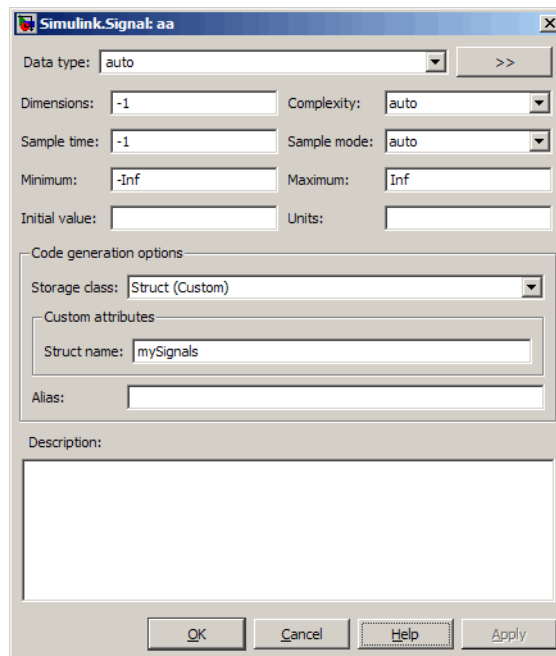 Simulink.Signal: aa
Data type: auto >>
Dimensions: -1 Complexity: auto
Sample time: -1 Sample mode: auto
Minimum: -Inf Maximum: Inf
Initial value: Units:
Code generation options
Storage class: Struct (Custom)
Custom attributes
Struct name: mySignals
Alias:
Description:
OK Cancel Help Apply